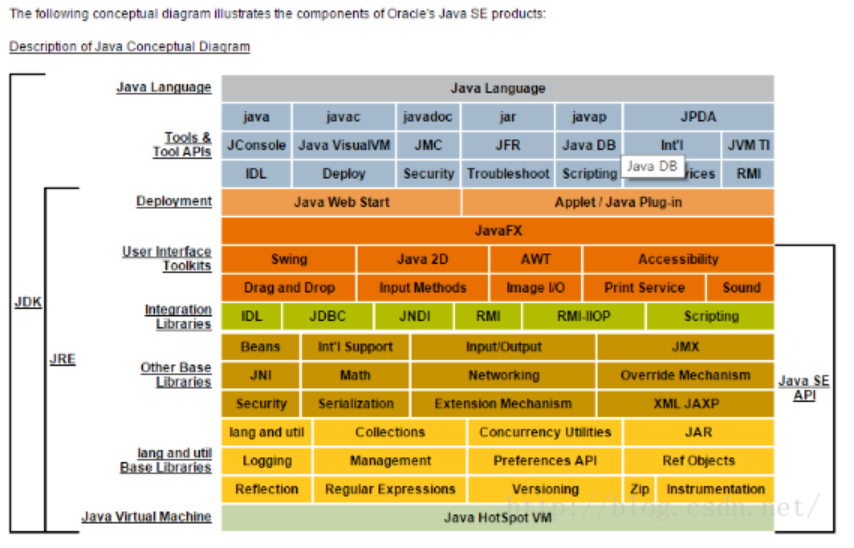 The following conceptual diagram illustrates the components of Oracle's Java SE products:
Description of Java Conceptual Diagram
Java Language Java Language
java javac javadoc jar javap JPDA
Tools &
Tool APIs
JConsole Java VisualVM JMC JFR Java DB Int'l JVM TI
Java DB
IDL Deploy Security Troubleshoot Scripting vices RMI
Deployment Java Web Start Applet / Java Plug-in
JavaFX
User Interface
Toolkits
Swing Java 2D AWT Accessibility
Drag and Drop Input Methods Image I/O Print Service Sound
JDK
Integration
Libraries
IDL JDBC JNDI RMI RMI-IIOP Scripting
JRE
Beans Int'l Support Input/Output JMX
Other Base
Libraries
JNI Math Networking Override Mechanism
Java SE
API
Security Serialization Extension Mechanism XML JAXP
lang and util Collections Concurrency Utilities JAR
lang and util
Base Libraries
Logging Management Preferences API Ref Objects
Reflection Regular Expressions Versioning Zip Instrumentation
Java Virtual Machine Java HotSpot VM
http://blog.csdn.net/